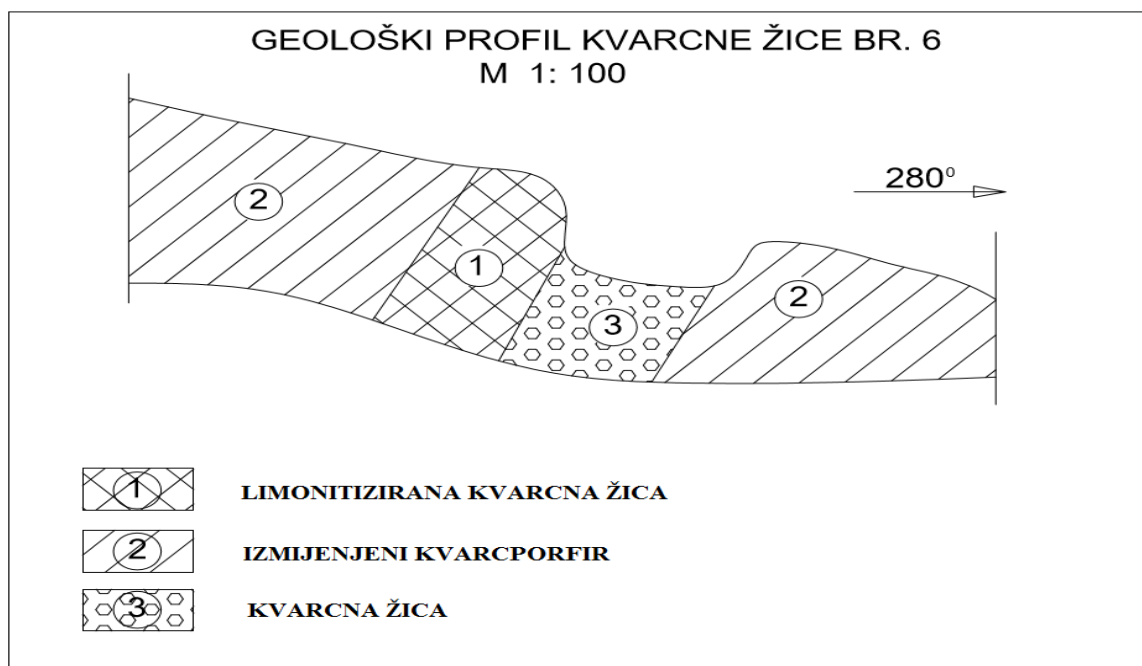 GEOLOŠKI PROFIL KVARCNE ŽICE BR. 6
M 1: 100
280⁰
2
1
3
2
1 LIMONITIZIRANA KVARCNA ŽICA
2 IZMIJENJENI KVARCPORFIR
3 KVARCNA ŽICA